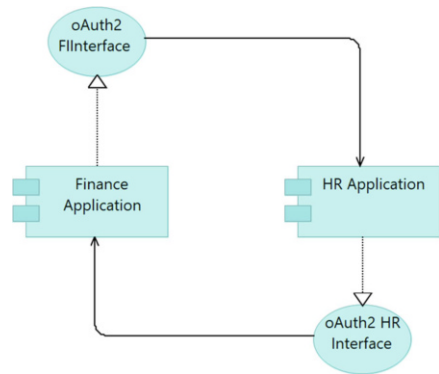 oAuth2
FIInterface
Finance
Application
HR Application
oAuth2 HR
Interface